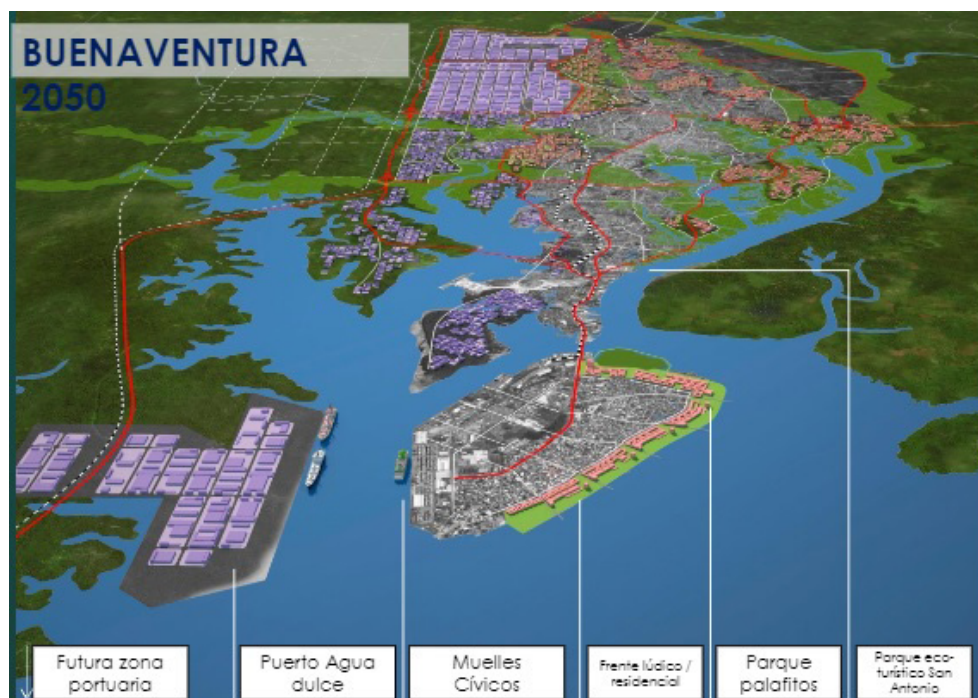 BUENAVENTURA
2050
Futura zona
portuaria
Puerto Agua
dulce
Muelles
Cívicos
Frente lúdico /
residencial
Parque
palafitos
Parque eco-
turístico San
Antonio